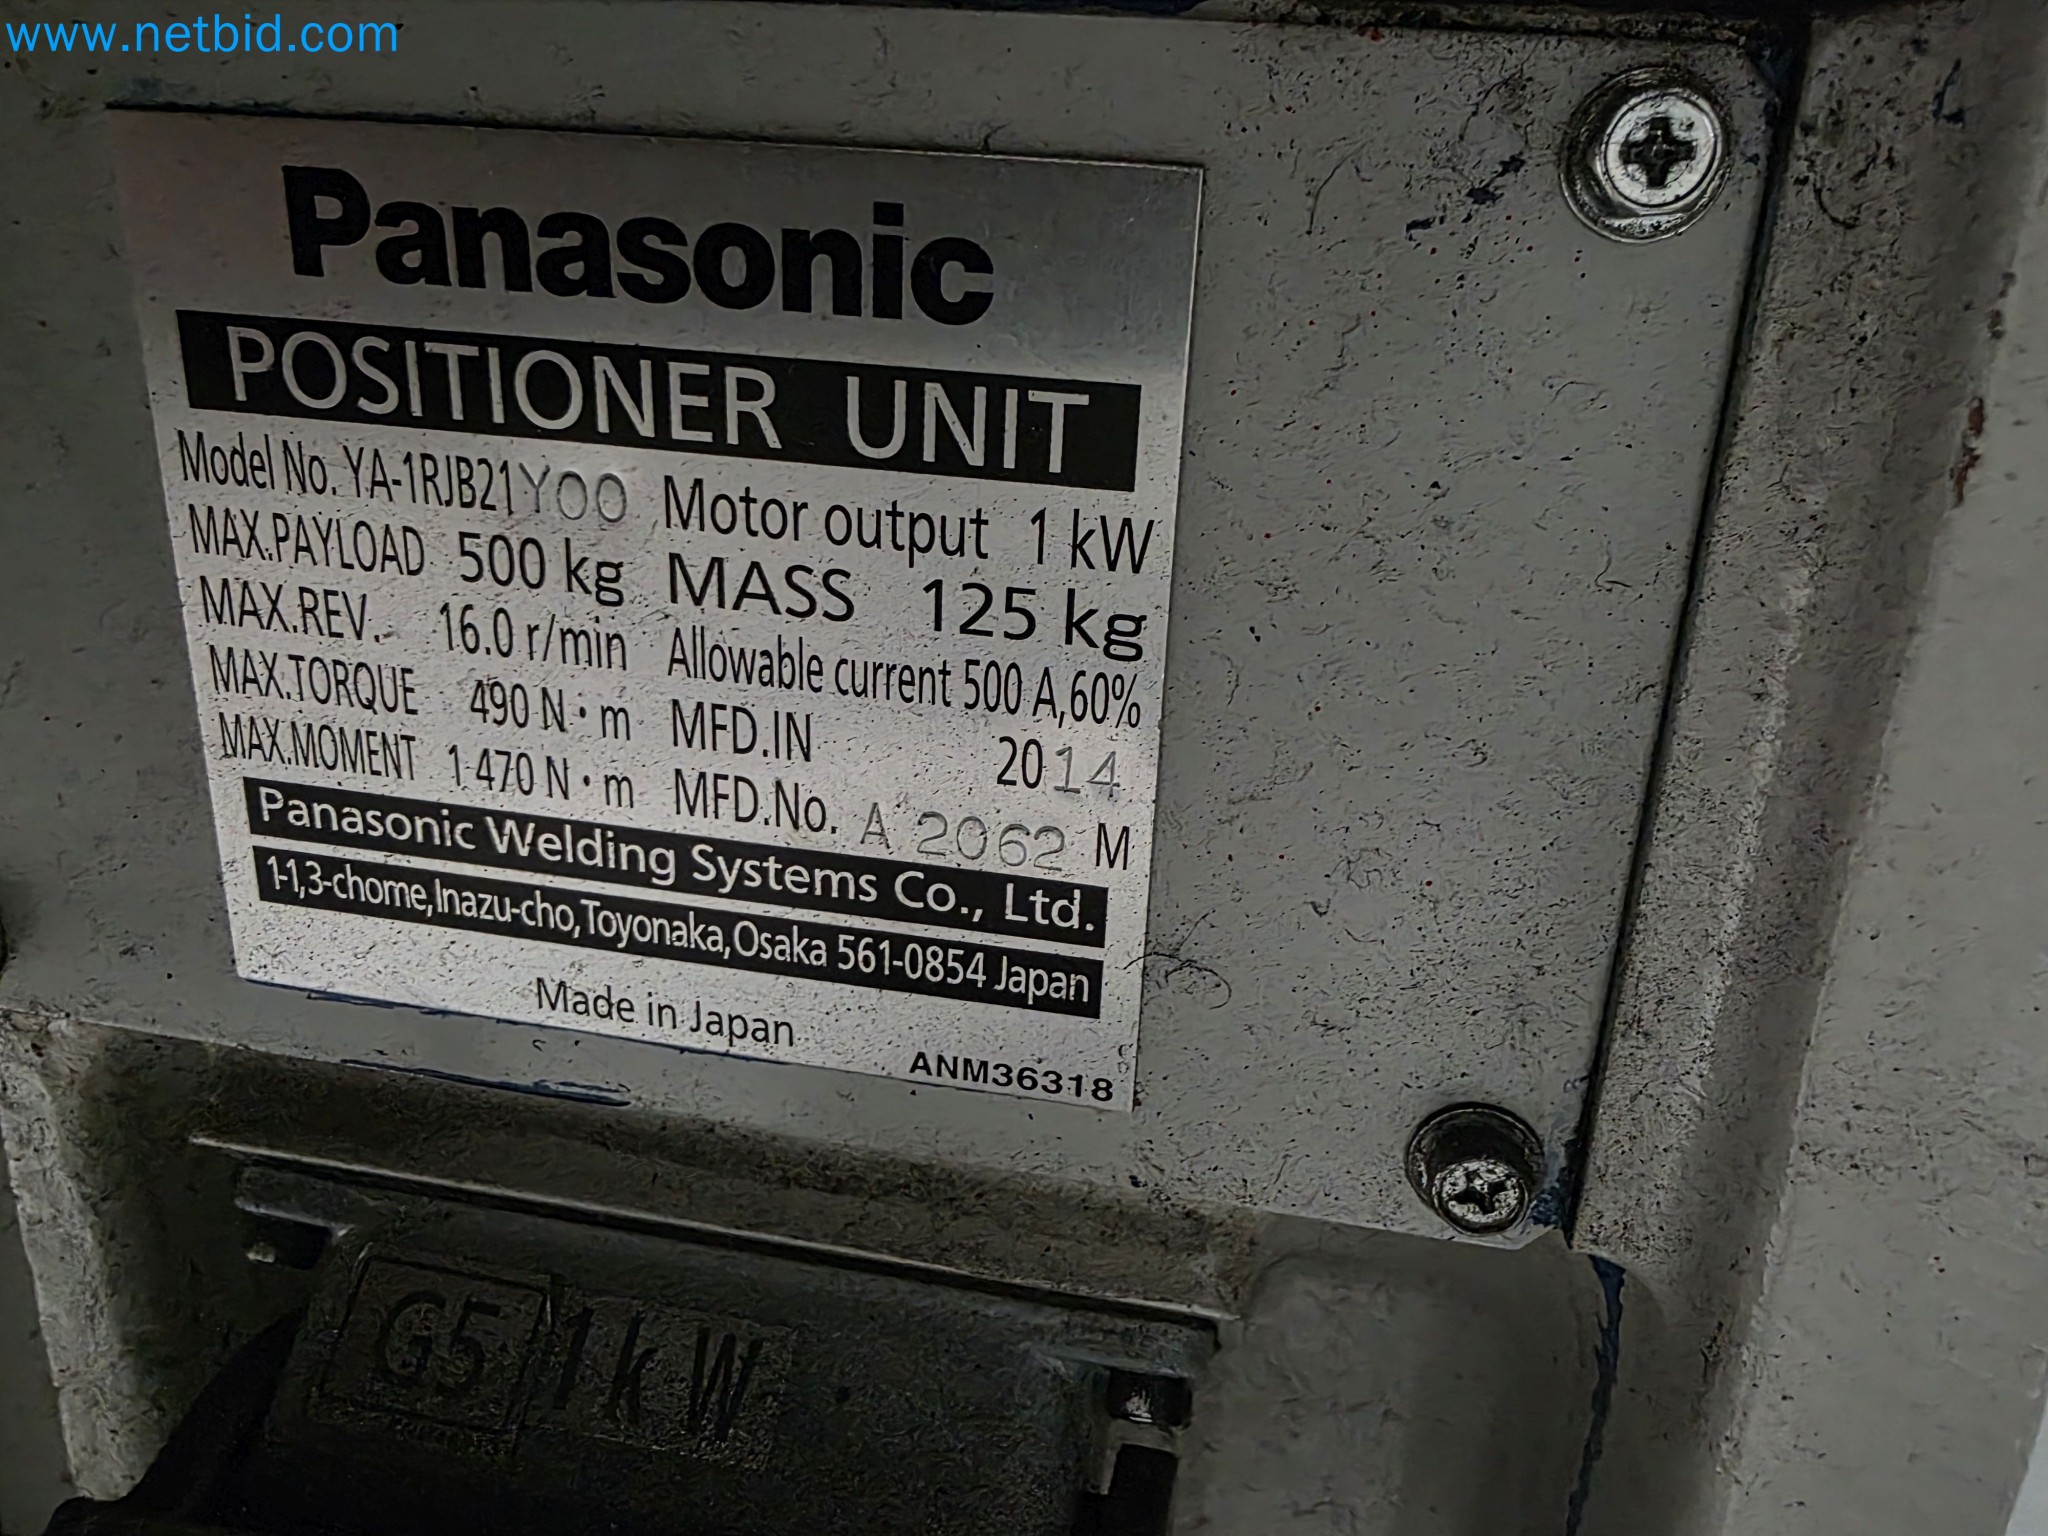 www.netbid.com
Panasonic
POSITIONER UNIT
Model No. YA-1RJB21Y00 Motor output 1 kW
MAX.PAYLOAD 500 kg MASS 125 kg
MAX.REV. 16.0 r/min Allowable current 500 A,60%
MAX.TORQUE 490 N・m MFD.IN 2014
MAX.MOMENT 1 470 N・m MFD.No. A 2062 M
Panasonic Welding Systems Co., Ltd.
1-1,3-chome,Inazu-cho,Toyonaka,Osaka 561-0854 Japan
Made in Japan
ANM36318
G5 1kW